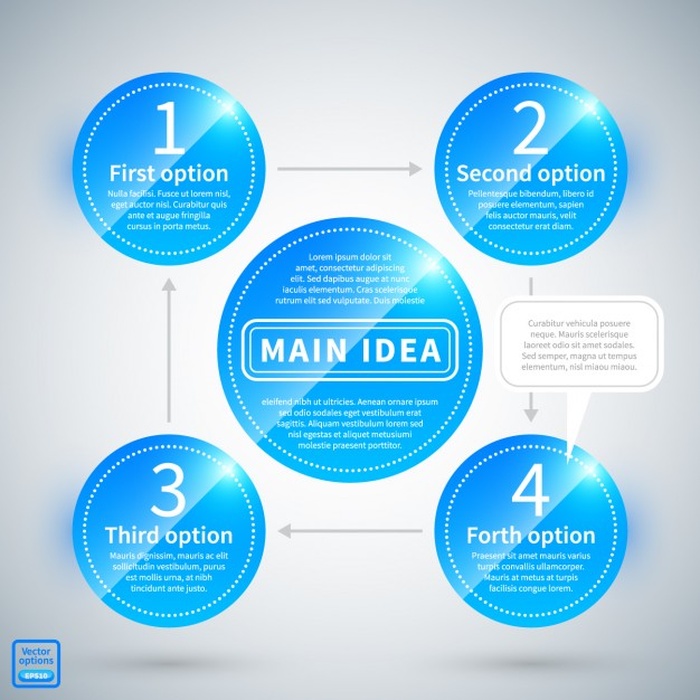 1
First option
Nulla facilisi. Fusce ut lorem nisl,
eget auctor nisl. Curabitur quis
ante et augue fringilla
cursus in porta metus.
2
Second option
Pellentesque bibendum, libero id
posuere elementum, sapien
felis auctor mauris, velit
consectetur erat diam.
Lorem ipsum dolor sit
amet, consectetur adipiscing
elit. Sed dapibus luctus mauris,
iaculis elementum. Cras scelerisque
rutrum elit sed vulputate. Duis molestie
MAIN IDEA
eleifend nibh ut ultricies. Aenean ornare ipsum
sed odio sodales eget vestibulum erat
sagittis. Aliquam vestibulum lorem sed
nisl egestas et aliquet metusiumi
molestie praesent porttitor.
Curabitur vehicula posuere
neque. Mauris scelerisque
laoreet odio sit amet sodales.
Sed semper, magna ut tempus
elementum, nisl miaou miaou.
3
Third option
Mauris dignissim, mauris ac elit
sollicitudin vestibulum, purus
est mollis urna, at nibh
tincidunt ante justo.
4
Forth option
Praesent sit amet mauris varius
turpis convallis ullamcorper.
Mauris at metus at turpis
facilisis congue lorem.
Vector
options
EPS10